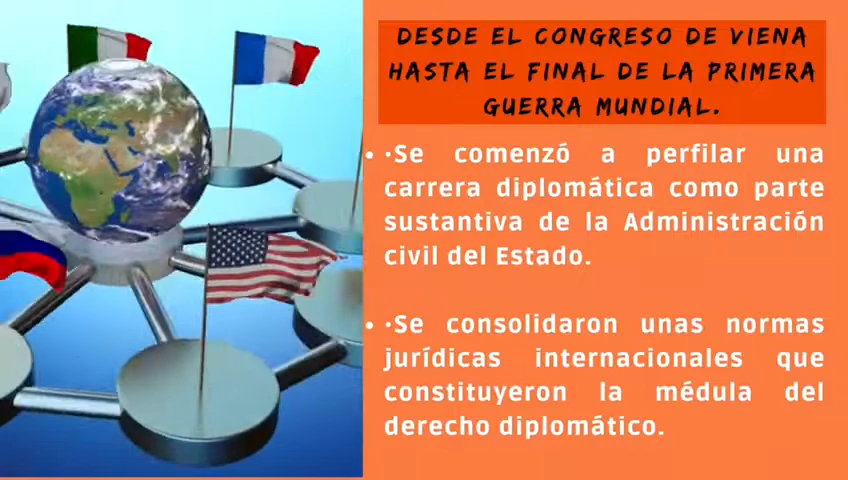 DESDE EL CONGRESO DE VIENA
HASTA EL FINAL DE LA PRIMERA
GUERRA MUNDIAL.
• •Se comenzó a perfilar una
carrera diplomática como parte
sustantiva de la Administración
civil del Estado.
• •Se consolidaron unas normas
jurídicas internacionales que
constituyeron la médula del
derecho diplomático.